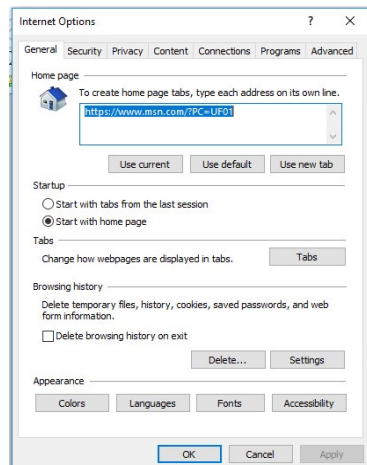 Internet Options ? X
General Security Privacy Content Connections Programs Advanced
Home page
To create home page tabs, type each address on its own line.
https://www.msn.com/?PC=UF01
Use current Use default Use new tab
Startup
Start with tabs from the last session
Start with home page
Tabs
Change how webpages are displayed in tabs. Tabs
Browsing history
Delete temporary files, history, cookies, saved passwords, and web
form information.
Delete browsing history on exit
Delete... Settings
Appearance
Colors Languages Fonts Accessibility
OK Cancel Apply